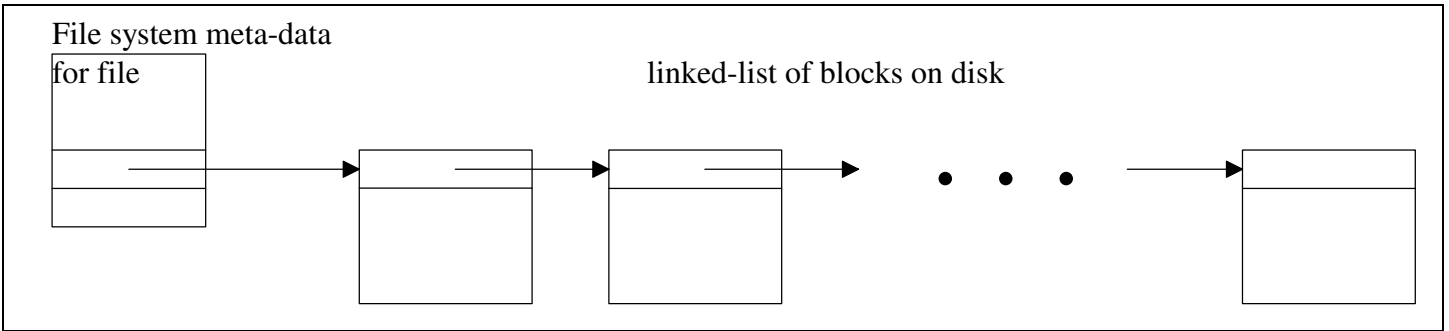 File system meta-data
for file
linked-list of blocks on disk